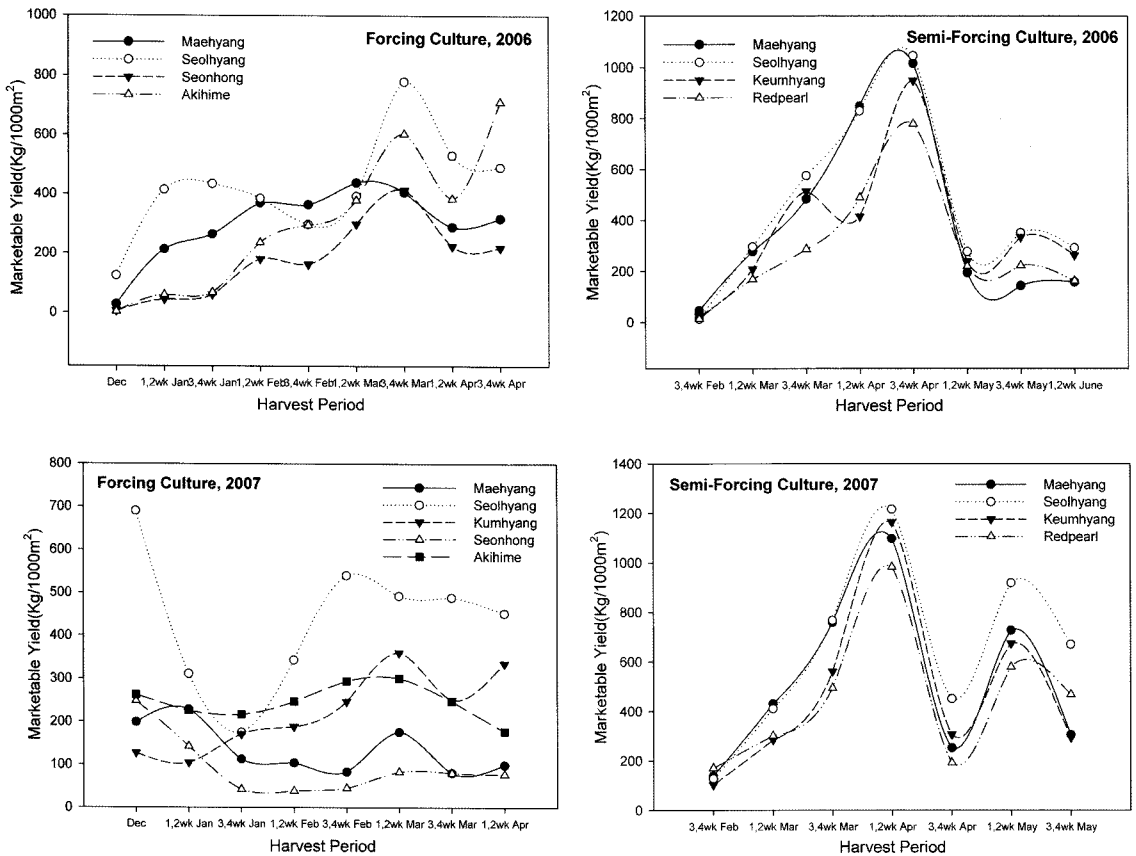 Forcing Culture, 2006
Maehyang
Seolhyang
Seonhong
Akihime
Marketable Yield(Kg/1000m²)
1000
800
600
400
200
0
Dec 1,2wk Jan 3,4wk Jan 1,2wk Feb 3,4wk Feb 1,2wk Mar 3,4wk Mar 1,2wk Apr 3,4wk Apr
Harvest Period
Semi-Forcing Culture, 2006
Maehyang
Seolhyang
Keumhyang
Redpearl
Marketable Yield(Kg/1000m²)
1200
1000
800
600
400
200
0
3,4wk Feb 1,2wk Mar 3,4wk Mar 1,2wk Apr 3,4wk Apr 1,2wk May 3,4wk May 1,2wk June
Harvest Period
Forcing Culture, 2007
Maehyang
Seolhyang
Kumhyang
Seonhong
Akihime
Marketable Yield(Kg/1000m²)
800
700
600
500
400
300
200
100
0
Dec 1,2wk Jan 3,4wk Jan 1,2wk Feb 3,4wk Feb 1,2wk Mar 3,4wk Mar 1,2wk Apr
Harvest Period
Semi-Forcing Culture, 2007
Maehyang
Seolhyang
Keumhyang
Redpearl
Marketable Yield(Kg/1000m²)
1400
1200
1000
800
600
400
200
0
3,4wk Feb 1,2wk Mar 3,4wk Mar 1,2wk Apr 3,4wk Apr 1,2wk May 3,4wk May
Harvest Period